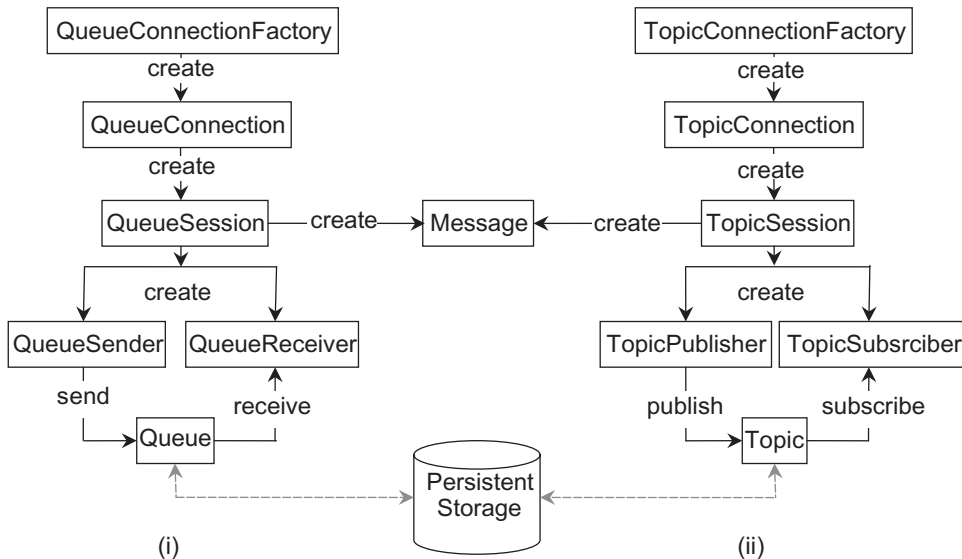 QueueConnectionFactory
TopicConnectionFactory
create
create
QueueConnection
TopicConnection
create
create
QueueSession
create
Message
create
TopicSession
create
create
QueueSender
QueueReceiver
TopicPublisher
TopicSubsrciber
send
receive
publish
subscribe
Queue
Topic
Persistent
Storage
(i)
(ii)